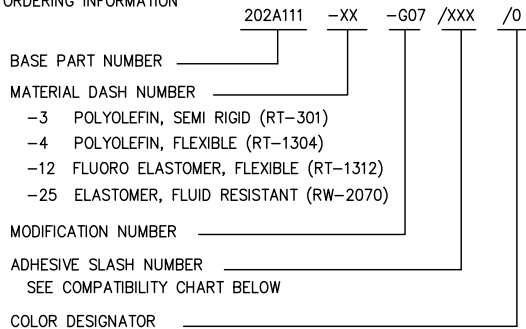 ORDERING INFORMATION
202A111 -XX -G07 /XXX /0
BASE PART NUMBER
MATERIAL DASH NUMBER
-3 POLYOLEFIN, SEMI RIGID (RT-301)
-4 POLYOLEFIN, FLEXIBLE (RT-1304)
-12 FLUORO ELASTOMER, FLEXIBLE (RT-1312)
-25 ELASTOMER, FLUID RESISTANT (RW-2070)
MODIFICATION NUMBER
ADHESIVE SLASH NUMBER
SEE COMPATIBILITY CHART BELOW
COLOR DESIGNATOR